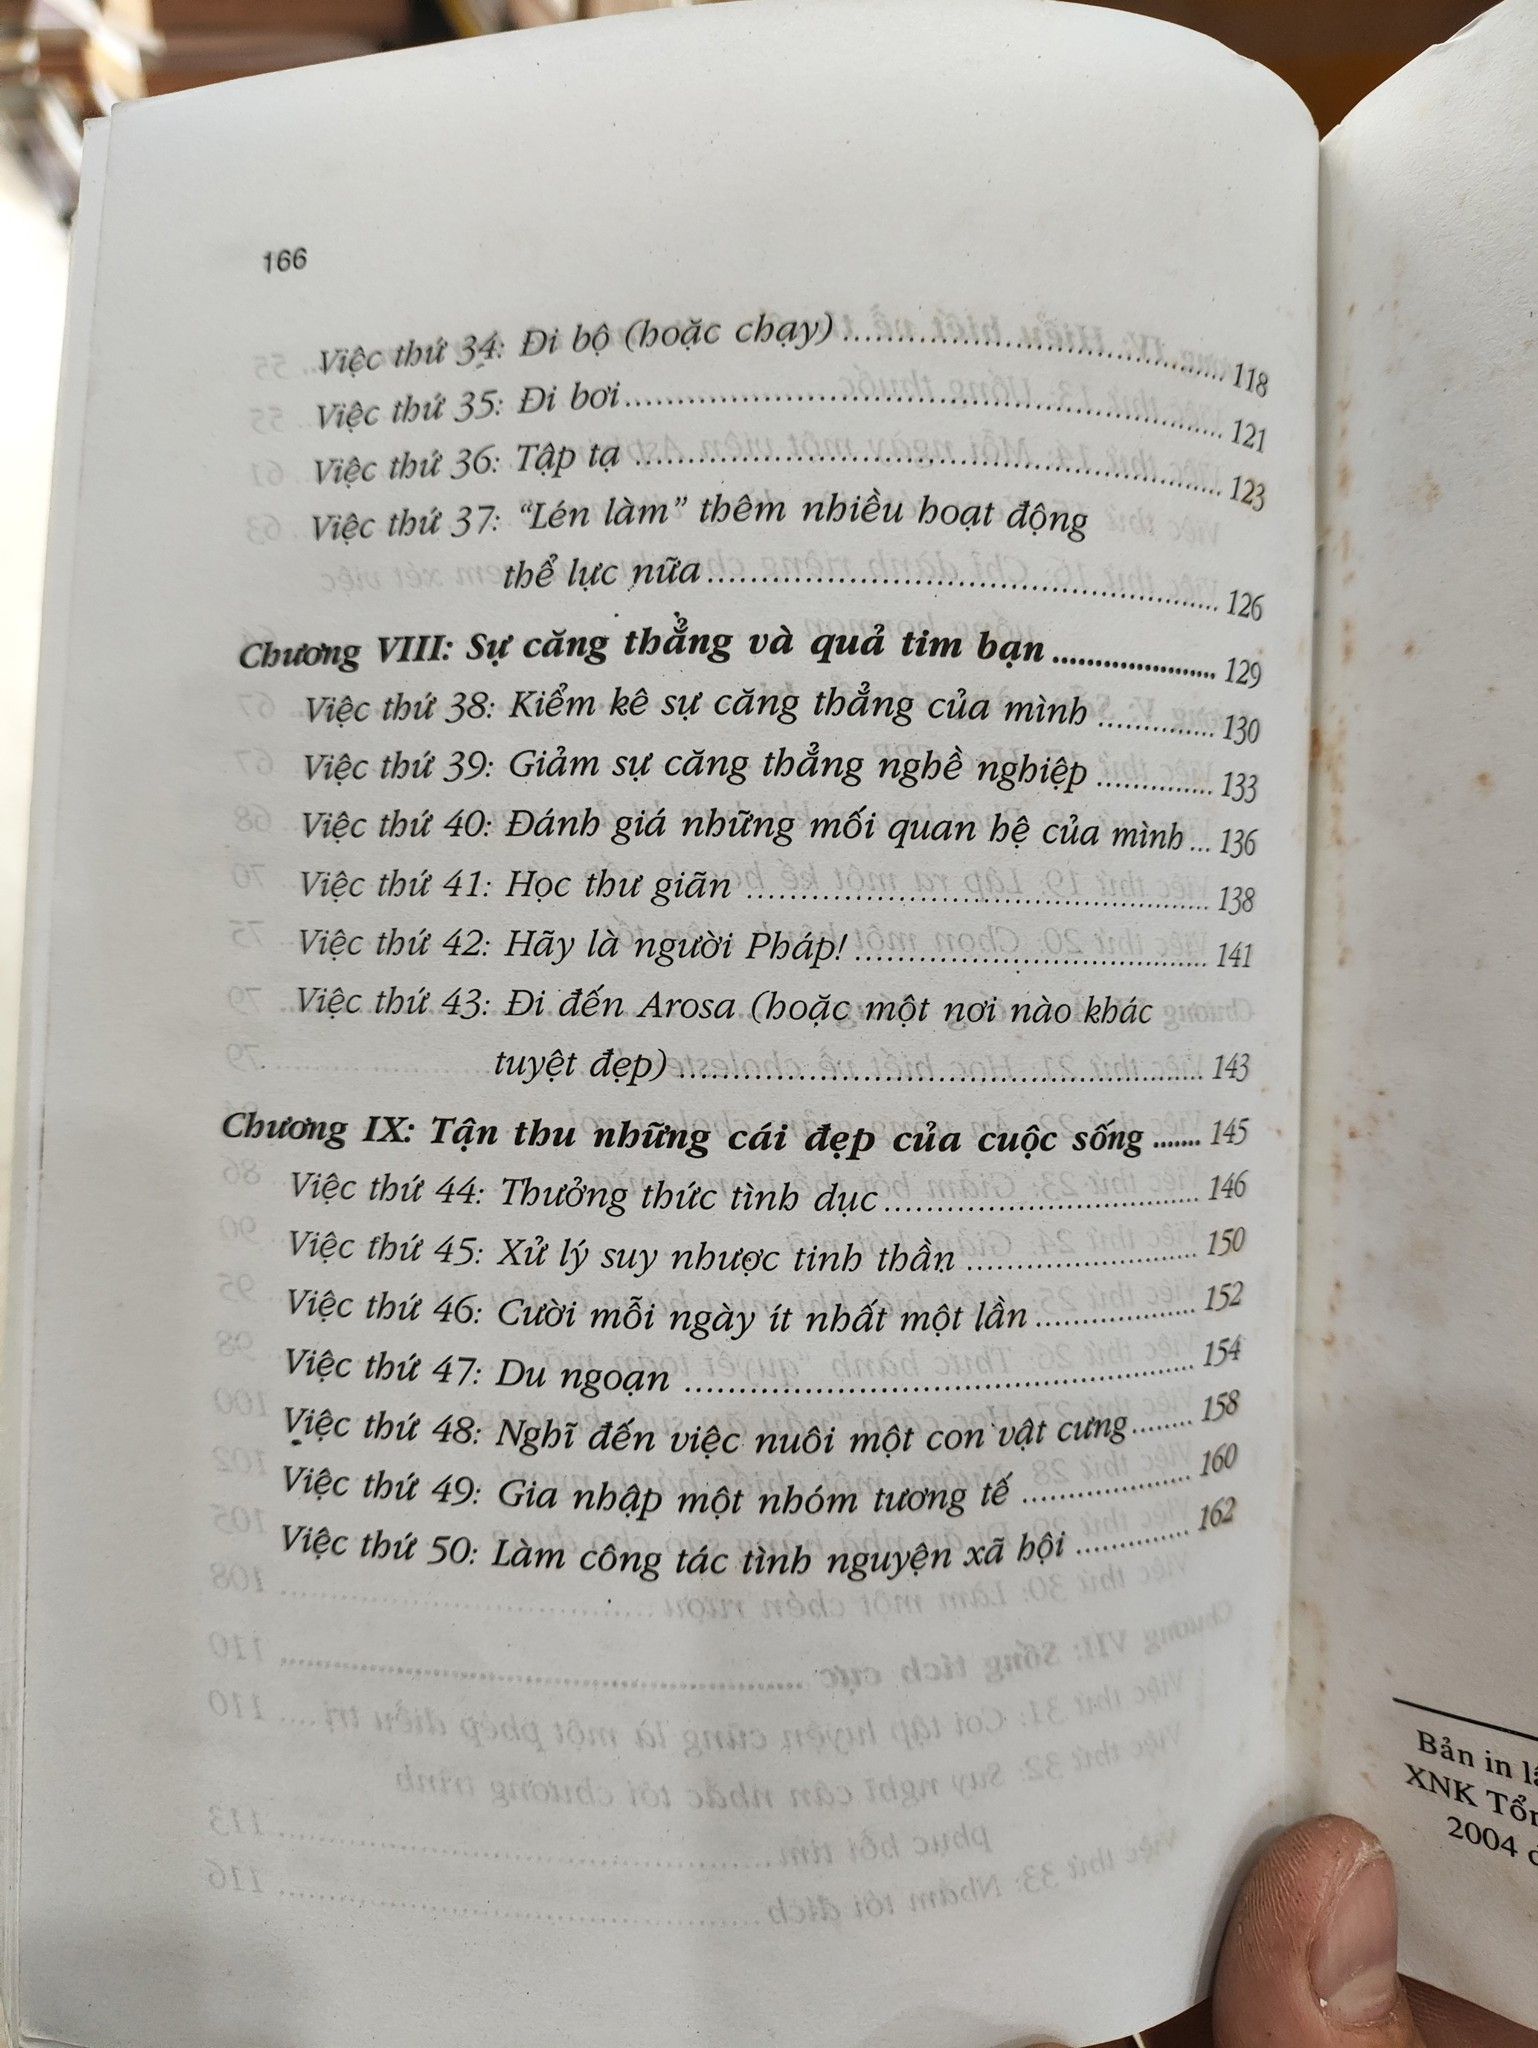 166
Việc thứ 34: Đi bộ (hoặc chạy) ........................................ 118
Việc thứ 35: Đi bơi ........................................ 121
Việc thứ 36: Tập tạ ........................................ 123
Việc thứ 37: “Lén làm” thêm nhiều hoạt động
thể lực nữa ........................................ 126
Chương VIII: Sự căng thẳng và quả tim bạn .................... 129
Việc thứ 38: Kiểm kê sự căng thẳng của mình .............. 130
Việc thứ 39: Giảm sự căng thẳng nghề nghiệp .............. 133
Việc thứ 40: Đánh giá những mối quan hệ của mình ... 136
Việc thứ 41: Học thư giãn ........................................ 138
Việc thứ 42: Hãy là người Pháp! ................................ 141
Việc thứ 43: Đi đến Arosa (hoặc một nơi nào khác
tuyệt đẹp) ........................................ 143
Chương IX: Tận thu những cái đẹp của cuộc sống ....... 145
Việc thứ 44: Thưởng thức tình dục ............................ 146
Việc thứ 45: Xử lý suy nhược tinh thần ..................... 150
Việc thứ 46: Cười mỗi ngày ít nhất một lần ............... 152
Việc thứ 47: Du ngoạn ........................................ 154
Việc thứ 48: Nghĩ đến việc nuôi một con vật cưng ....... 158
Việc thứ 49: Gia nhập một nhóm tương tế ................. 160
Việc thứ 50: Làm công tác tình nguyện xã hội ............ 162
Bản in
XNK
2004